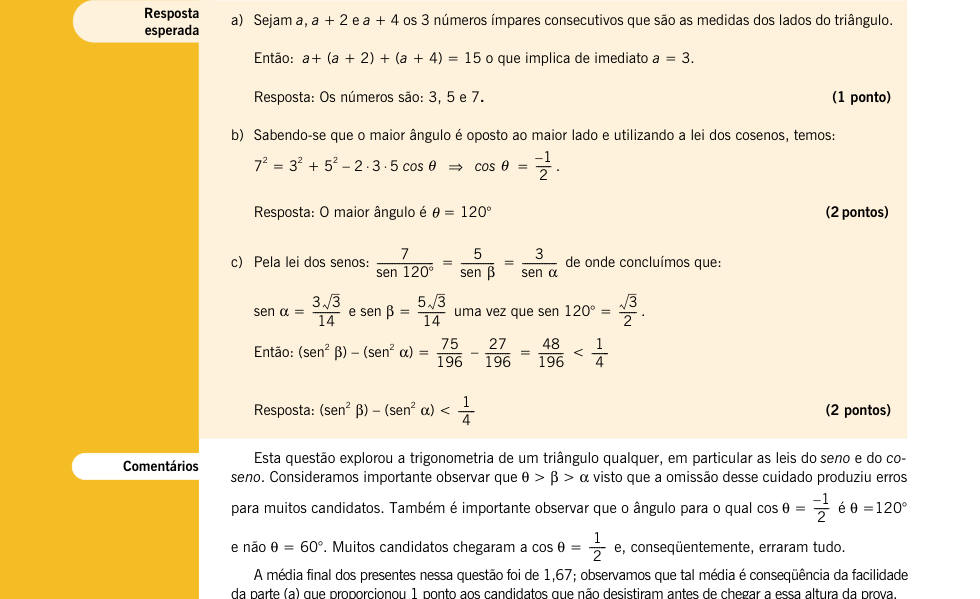 Resposta
esperada
a) Sejam a, a + 2 e a + 4 os 3 números ímpares consecutivos que são as medidas dos lados do triângulo.
Então: a+ (a + 2) + (a + 4) = 15 o que implica de imediato a = 3.
Resposta: Os números são: 3, 5 e 7. (1 ponto)
b) Sabendo-se que o maior ângulo é oposto ao maior lado e utilizando a lei dos cosenos, temos:
7² = 3² + 5² – 2 · 3 · 5 cos θ ⇒ cos θ = –1/2 .
Resposta: O maior ângulo é θ = 120° (2 pontos)
c) Pela lei dos senos: 7/sen 120° = 5/sen β = 3/sen α de onde concluímos que:
sen α = 3√3/14 e sen β = 5√3/14 uma vez que sen 120° = √3/2 .
Então: (sen² β) – (sen² α) = 75/196 – 27/196 = 48/196 < 1/4
Resposta: (sen² β) – (sen² α) < 1/4 (2 pontos)
Comentários
Esta questão explorou a trigonometria de um triângulo qualquer, em particular as leis do seno e do co-
seno. Consideramos importante observar que θ > β > α visto que a omissão desse cuidado produziu erros
para muitos candidatos. Também é importante observar que o ângulo para o qual cos θ = –1/2 é θ =120°
e não θ = 60°. Muitos candidatos chegaram a cos θ = 1/2 e, conseqüentemente, erraram tudo.
A média final dos presentes nessa questão foi de 1,67; observamos que tal média é conseqüência da facilidade
da parte (a) que proporcionou 1 ponto aos candidatos que não desistiram antes de chegar a essa altura da prova.